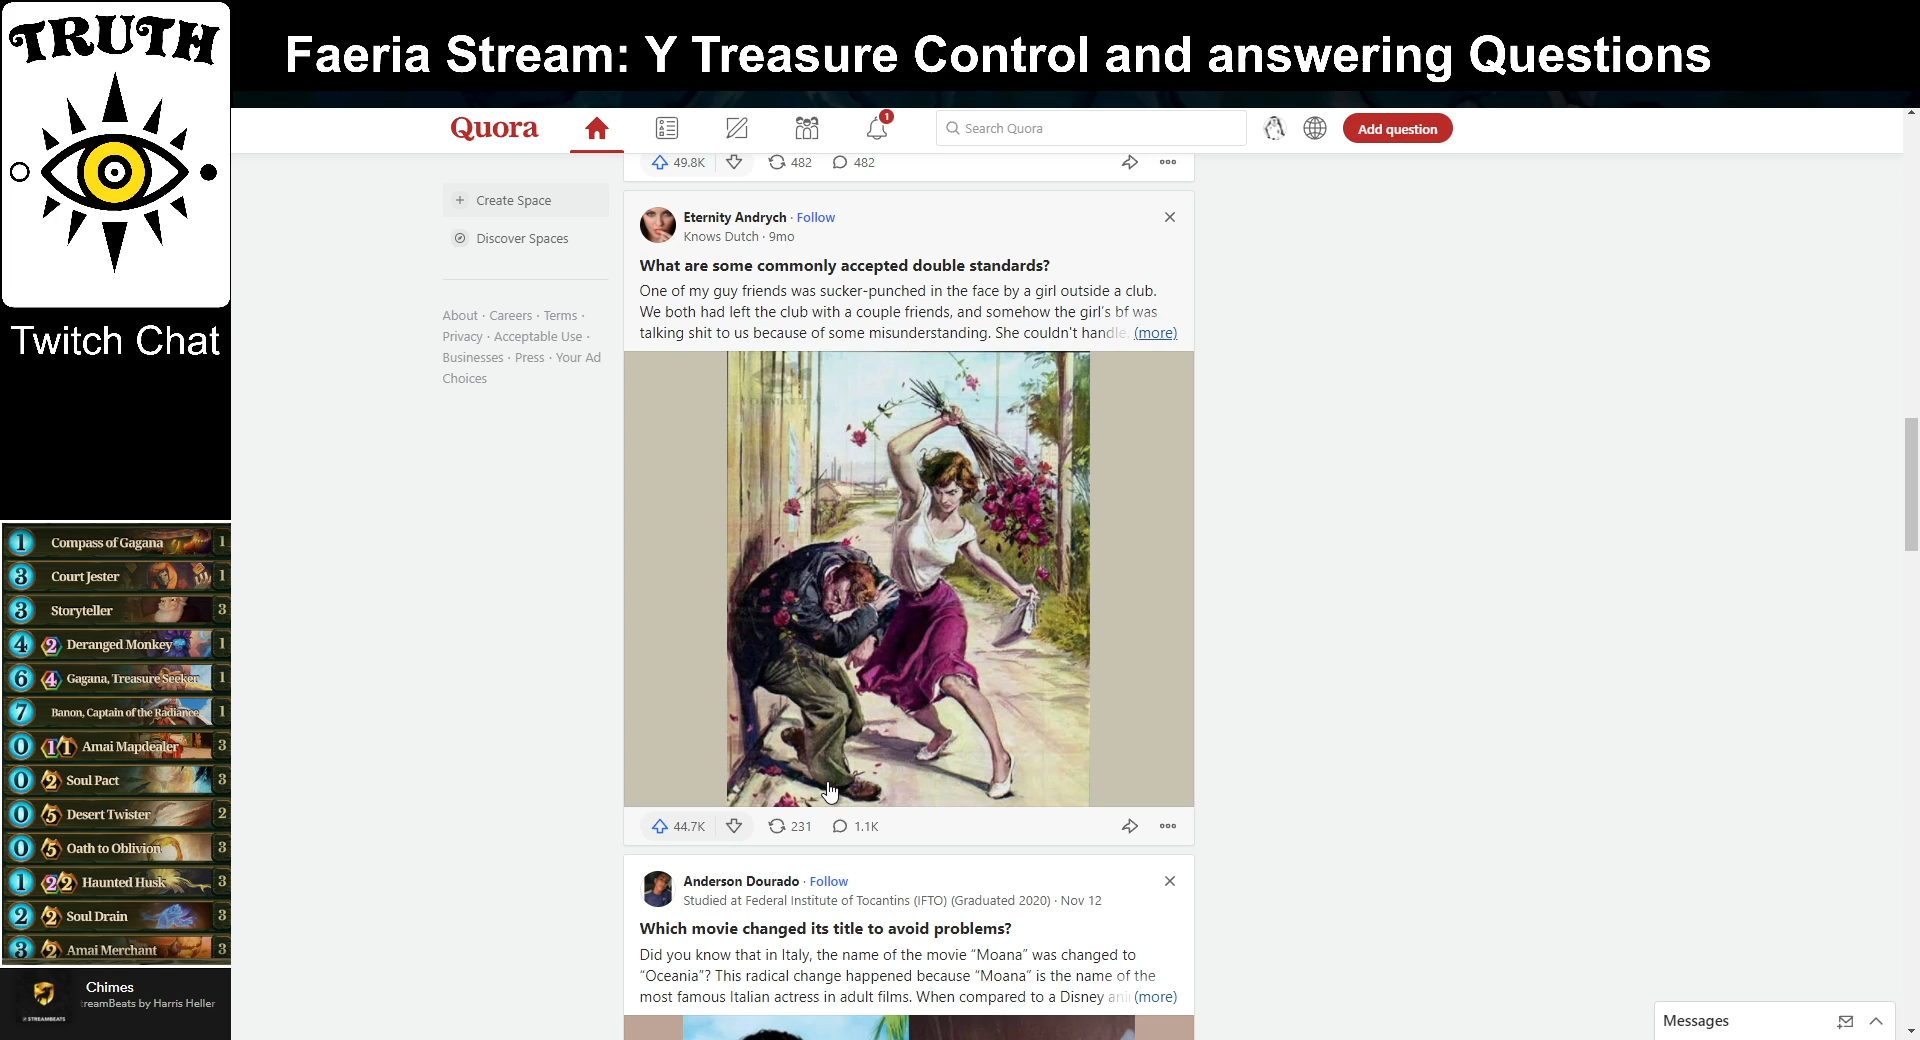 TRUTH
Faeria Stream: Y Treasure Control and answering Questions
Quora
1
Search Quora
Add question
49.8K
482
482
Create Space
Discover Spaces
About · Careers · Terms ·
Privacy · Acceptable Use ·
Businesses · Press · Your Ad
Choices
Eternity Andrych · Follow
Knows Dutch · 9mo
What are some commonly accepted double standards?
One of my guy friends was sucker-punched in the face by a girl outside a club.
We both had left the club with a couple friends, and somehow the girl's bf was
talking shit to us because of some misunderstanding. She couldn't handle. (more)
44.7K
231
1.1K
Anderson Dourado · Follow
Studied at Federal Institute of Tocantins (IFTO) (Graduated 2020) · Nov 12
Which movie changed its title to avoid problems?
Did you know that in Italy, the name of the movie “Moana” was changed to
“Oceania”? This radical change happened because “Moana” is the name of the
most famous Italian actress in adult films. When compared to a Disney ani (more)
Messages
Twitch Chat
1 Compass of Gagana 1
3 Court Jester 1
3 Storyteller 3
4 2 Deranged Monkey 1
6 4 Gagana, Treasure Seeker 1
7 Banon, Captain of the Radiance 1
0 1 1 Amai Mapdealer 3
0 2 Soul Pact 3
0 5 Desert Twister 2
0 5 Oath to Oblivion 3
1 2 2 Haunted Husk 3
2 2 Soul Drain 3
3 2 Amai Merchant 3
Chimes
treamBeats by Harris Heller
STREAMBEATS